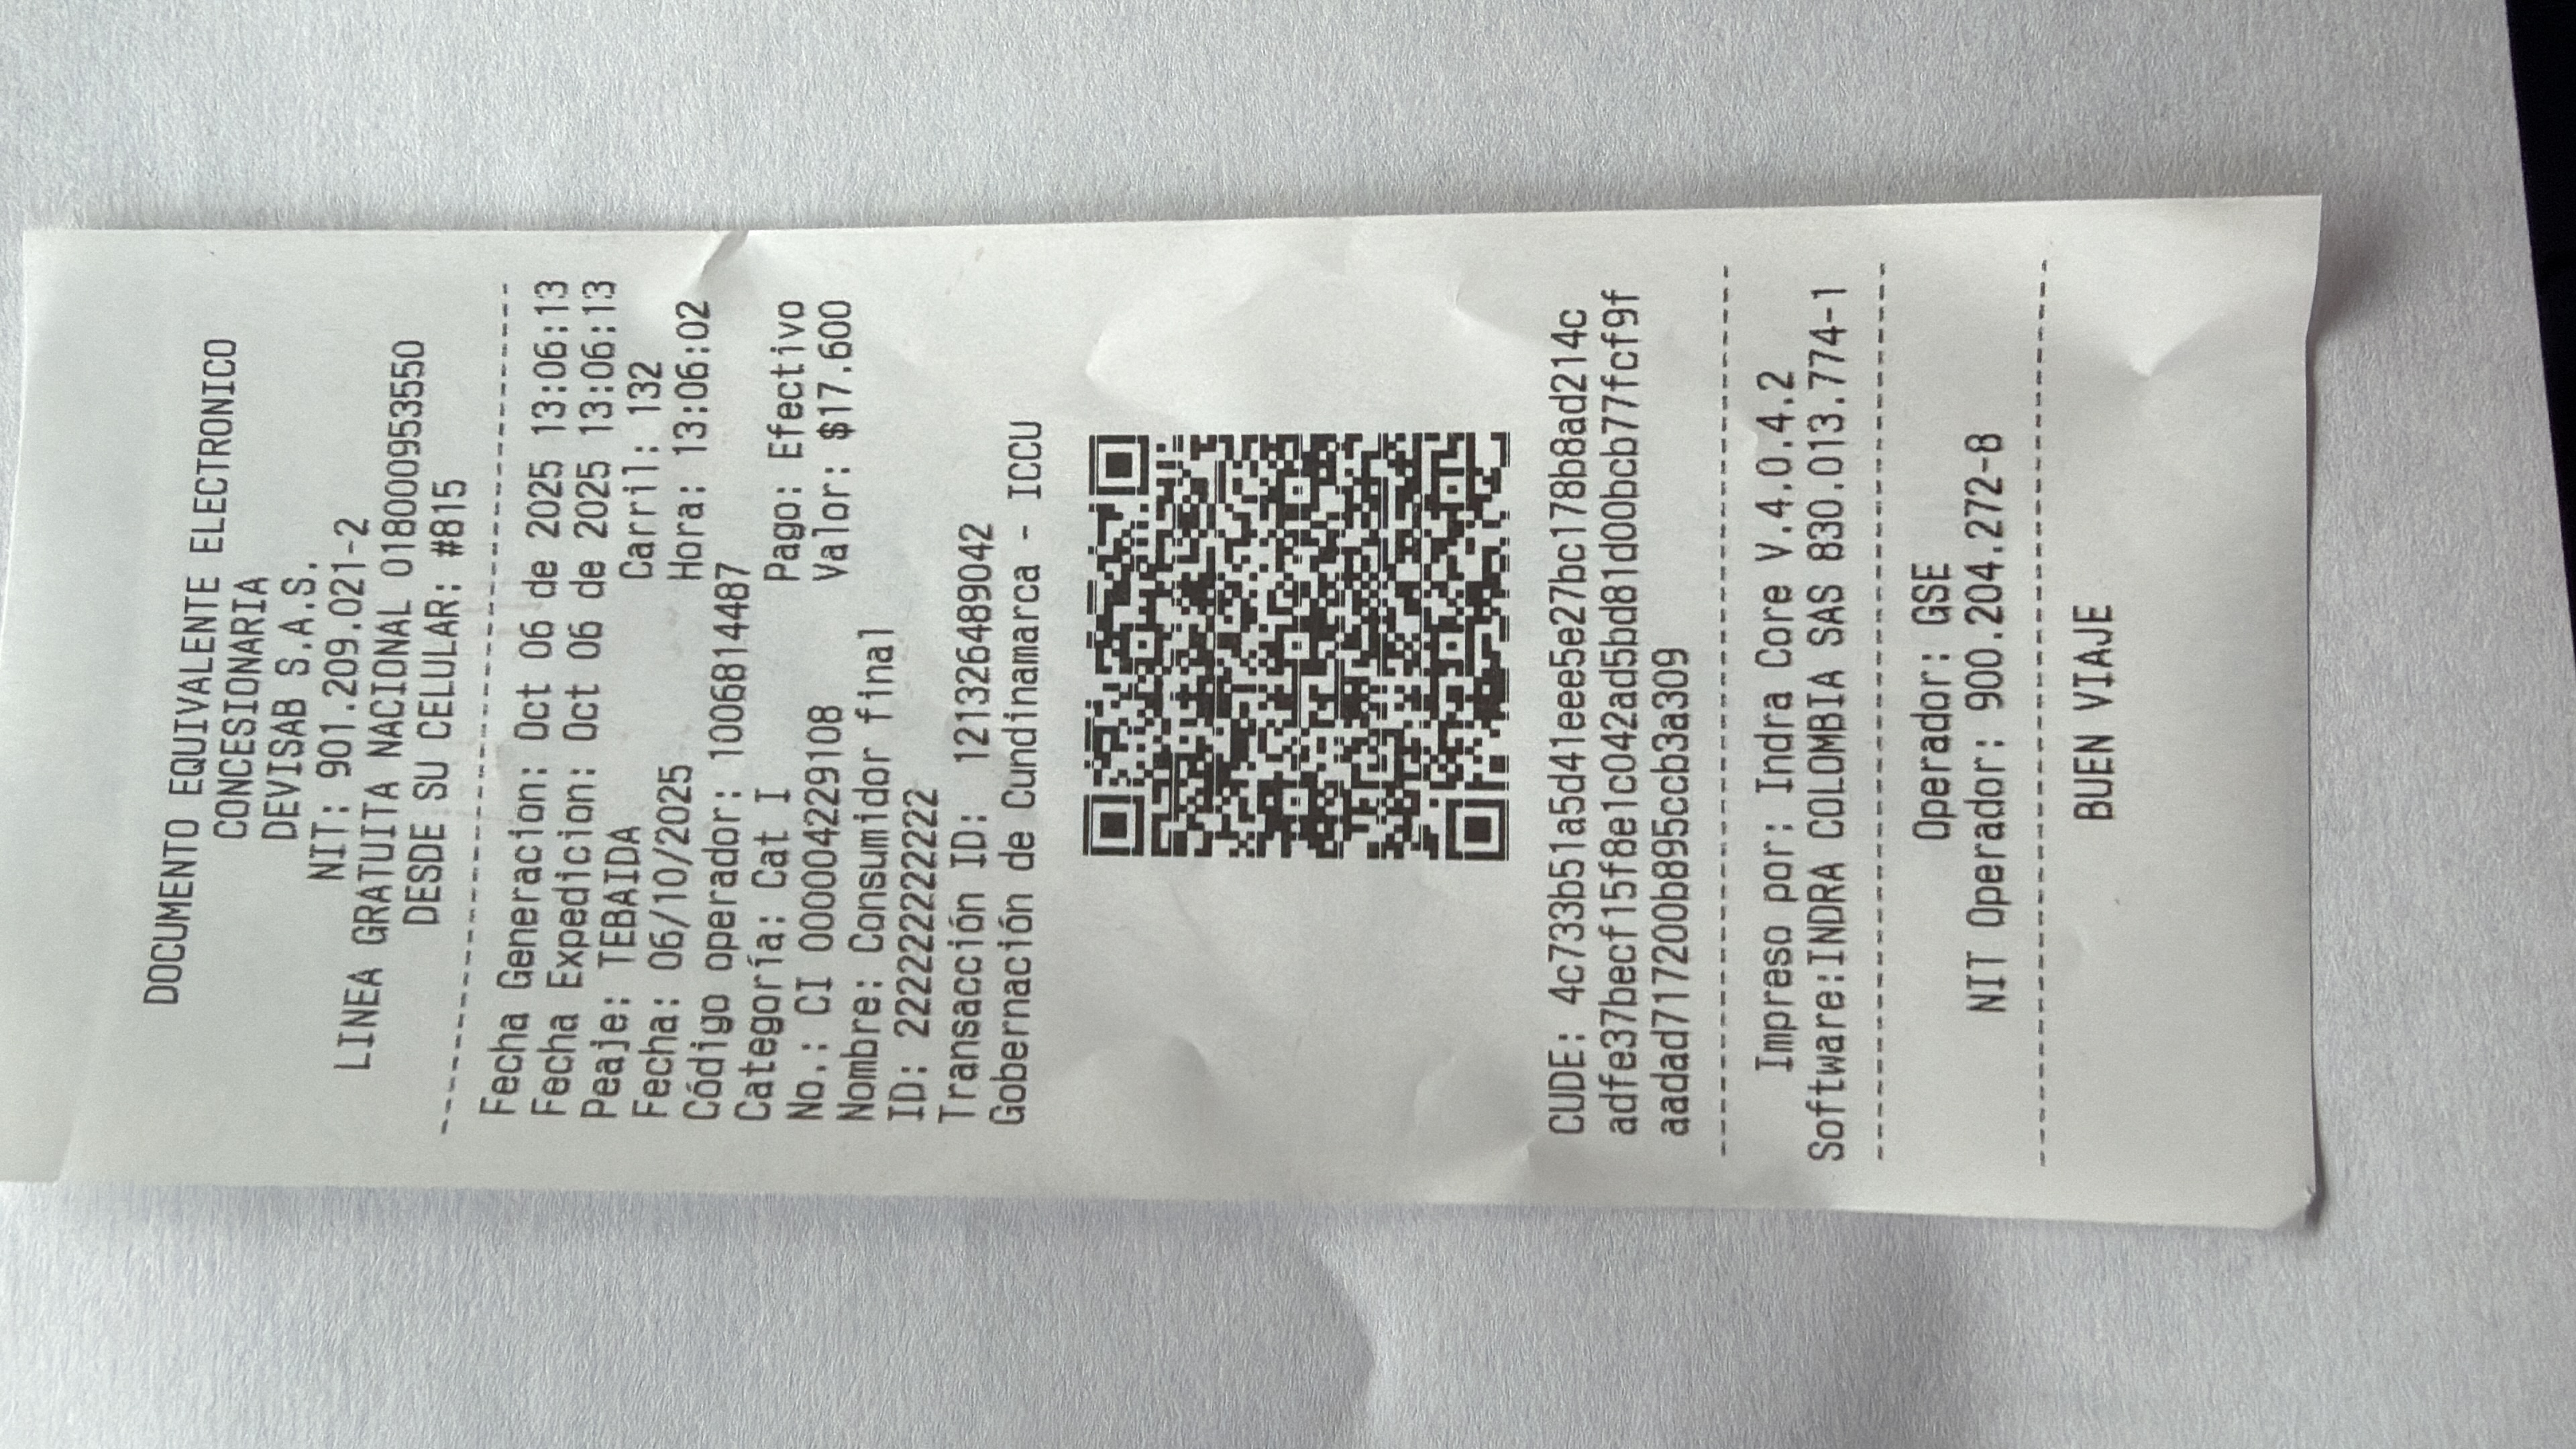 DOCUMENTO EQUIVALENTE ELECTRONICO
CONCESIONARIA
DEVISAB S.A.S.
NIT: 901.209.021-2
LINEA GRATUITA NACIONAL 018000953550
DESDE SU CELULAR: #815
Fecha Generacion: Oct 06 de 2025 13:06:13
Fecha Expedicion: Oct 06 de 2025 13:06:13
Peaje: TEBAIDA Carril: 132
Fecha: 06/10/2025 Hora: 13:06:02
Código operador: 1006814487
Categoría: Cat I Pago: Efectivo
No.: CI 000004229108 Valor: $17.600
Nombre: Consumidor final
ID: 222222222222
Transacción ID: 121326489042
Gobernación de Cundinamarca - ICCU
CUDE: 4c733b51a5d41eee5e27bc178b8ad214c
adfe37becf15f8e1c042ad5bd81d00bcb77fcf9f
aadad71720b895ccb3a309
Impreso por: Indra Core V.4.0.4.2
Software:INDRA COLOMBIA SAS 830.013.774-1
Operador: GSE
NIT Operador: 900.204.272-8
BUEN VIAJE